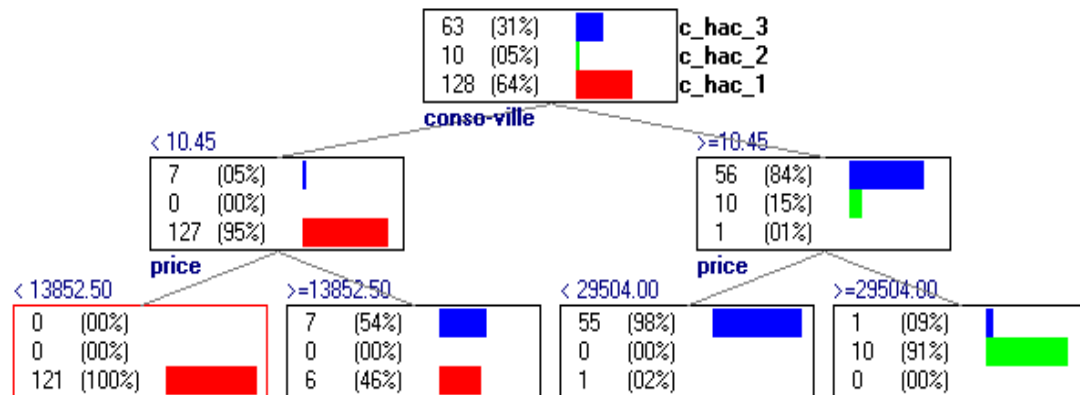 63 (31%) c_hac_3
10 (05%) c_hac_2
128 (64%) c_hac_1
conso-ville
< 10.45 >=10.45
7 (05%) 56 (84%)
0 (00%) 10 (15%)
127 (95%) 1 (01%)
price price
< 13852.50 >=13852.50 < 29504.00 >=29504.00
0 (00%) 7 (54%) 55 (98%) 1 (09%)
0 (00%) 0 (00%) 0 (00%) 10 (91%)
121 (100%) 6 (46%) 1 (02%) 0 (00%)